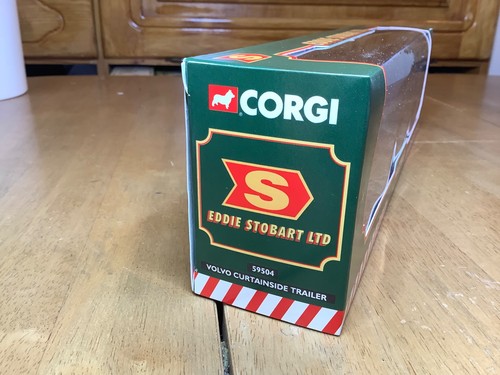 CORGI
S
EDDIE STOBART LTD
59504
VOLVO CURTAINSIDE TRAILER